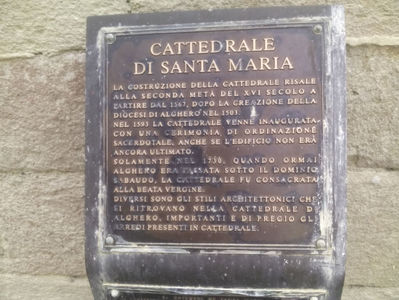 CATTEDRALE
DI SANTA MARIA
LA COSTRUZIONE DELLA CATTEDRALE RISALE
ALLA SECONDA METÀ DEL XVI SECOLO A
PARTIRE DAL 1567, DOPO LA CREAZIONE DELLA
DIOCESI DI ALGHERO NEL 1503.
NEL 1593 LA CATTEDRALE VENNE INAUGURATA
CON UNA CERIMONIA DI ORDINAZIONE
SACERDOTALE, ANCHE SE L'EDIFICIO NON ERA
ANCORA ULTIMATO.
SOLAMENTE NEL 1730, QUANDO ORMAI
ALGHERO ERA PASSATA SOTTO IL DOMINIO
SABAUDO, LA CATTEDRALE FU CONSACRATA
ALLA BEATA VERGINE.
DIVERSI SONO GLI STILI ARCHITETTONICI CHE
SI RITROVANO NELLA CATTEDRALE DI
ALGHERO, IMPORTANTI E DI PREGIO GLI
ARREDI PRESENTI IN CATTEDRALE.